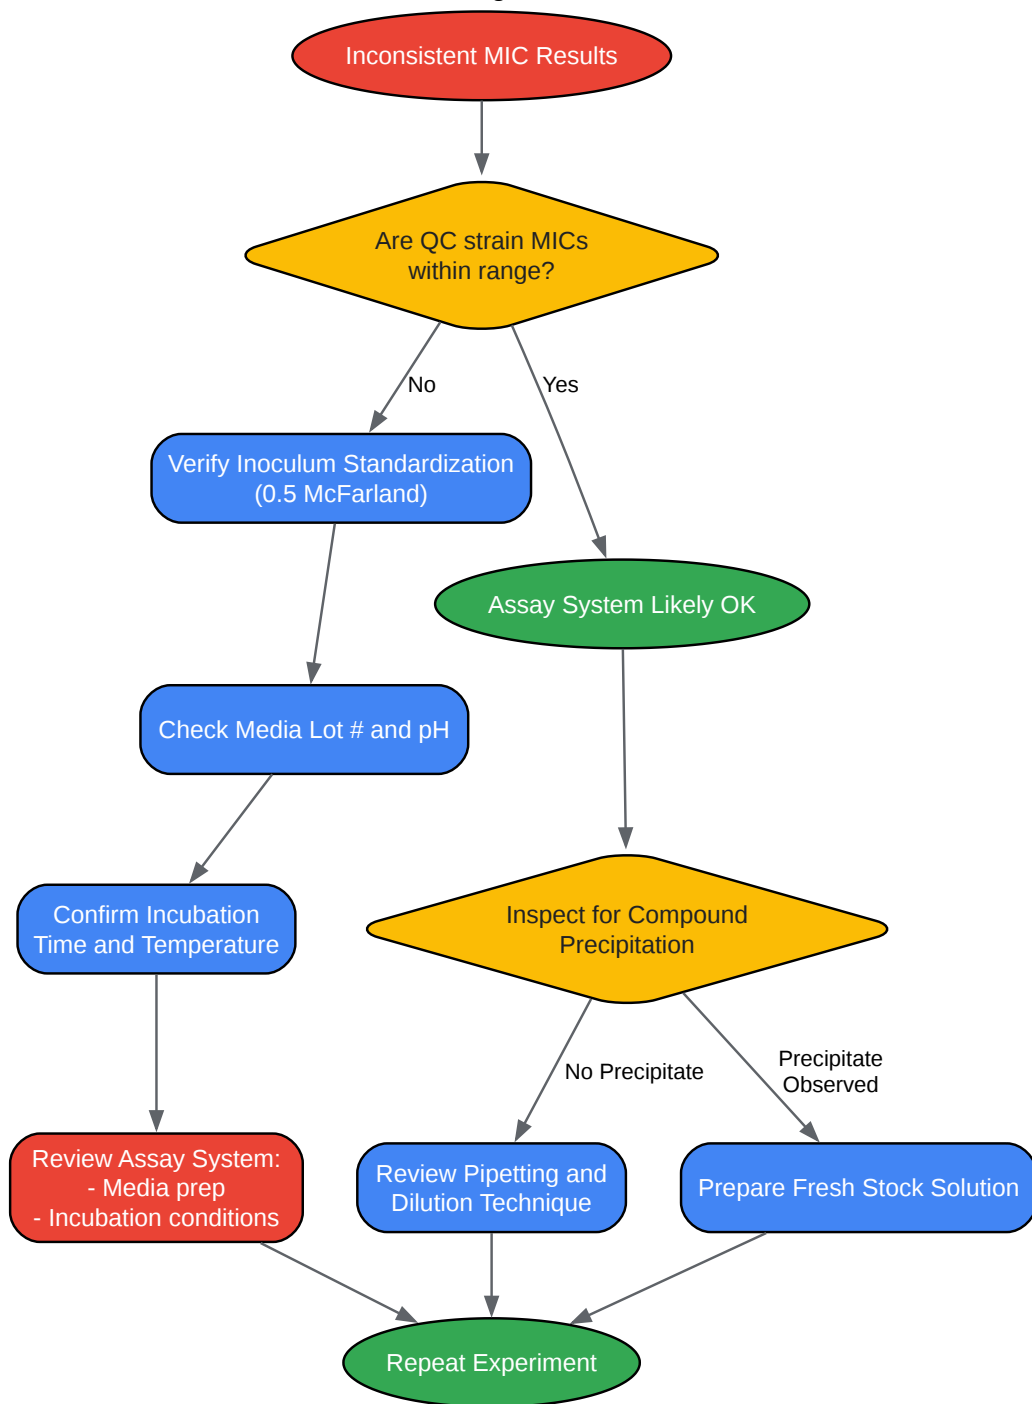 Inconsistent MIC Results
Are QC strain MICs
within range?
No
Yes
Verify Inoculum Standardization
(0.5 McFarland)
Assay System Likely OK
Check Media Lot # and pH
Confirm Incubation
Time and Temperature
Inspect for Compound
Precipitation
No Precipitate
Precipitate
Observed
Review Assay System:
- Media prep
- Incubation conditions
Review Pipetting and
Dilution Technique
Prepare Fresh Stock Solution
Repeat Experiment